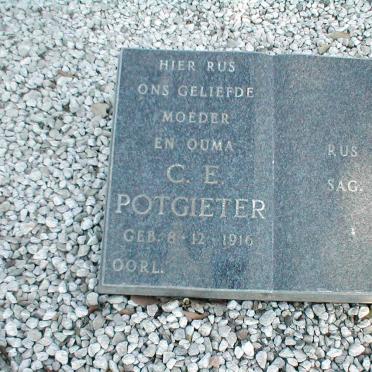 HIER RUS
ONS GELIEFDE
MOEDER
EN OUMA
C. E.
POTGIETER
GEB. 8-12-1916
OORL.
RUS
SAG.